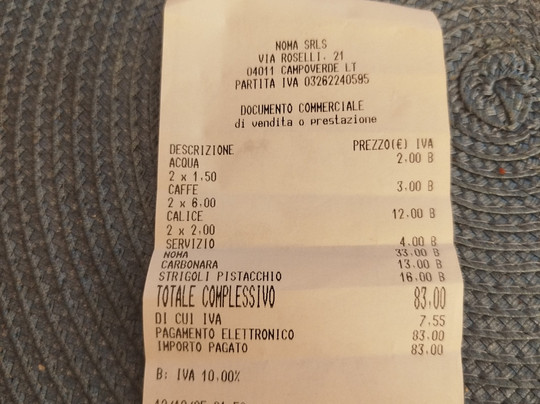 NOMA SRLS
VIA ROSELLI. 21
04011 CAMPOVERDE LT
PARTITA IVA 03262240595
DOCUMENTO COMMERCIALE
di vendita o prestazione
DESCRIZIONE PREZZO(€) IVA
ACQUA 2,00 B
2 x 1,50
CAFFE 3,00 B
2 x 6,00
CALICE 12,00 B
2 x 2,00
SERVIZIO 4,00 B
NOMA 33,00 B
CARBONARA 13,00 B
STRIGOLI PISTACCHIO 16,00 B
TOTALE COMPLESSIVO 83,00
DI CUI IVA 7,55
PAGAMENTO ELETTRONICO 83,00
IMPORTO PAGATO 83,00
B: IVA 10,00%